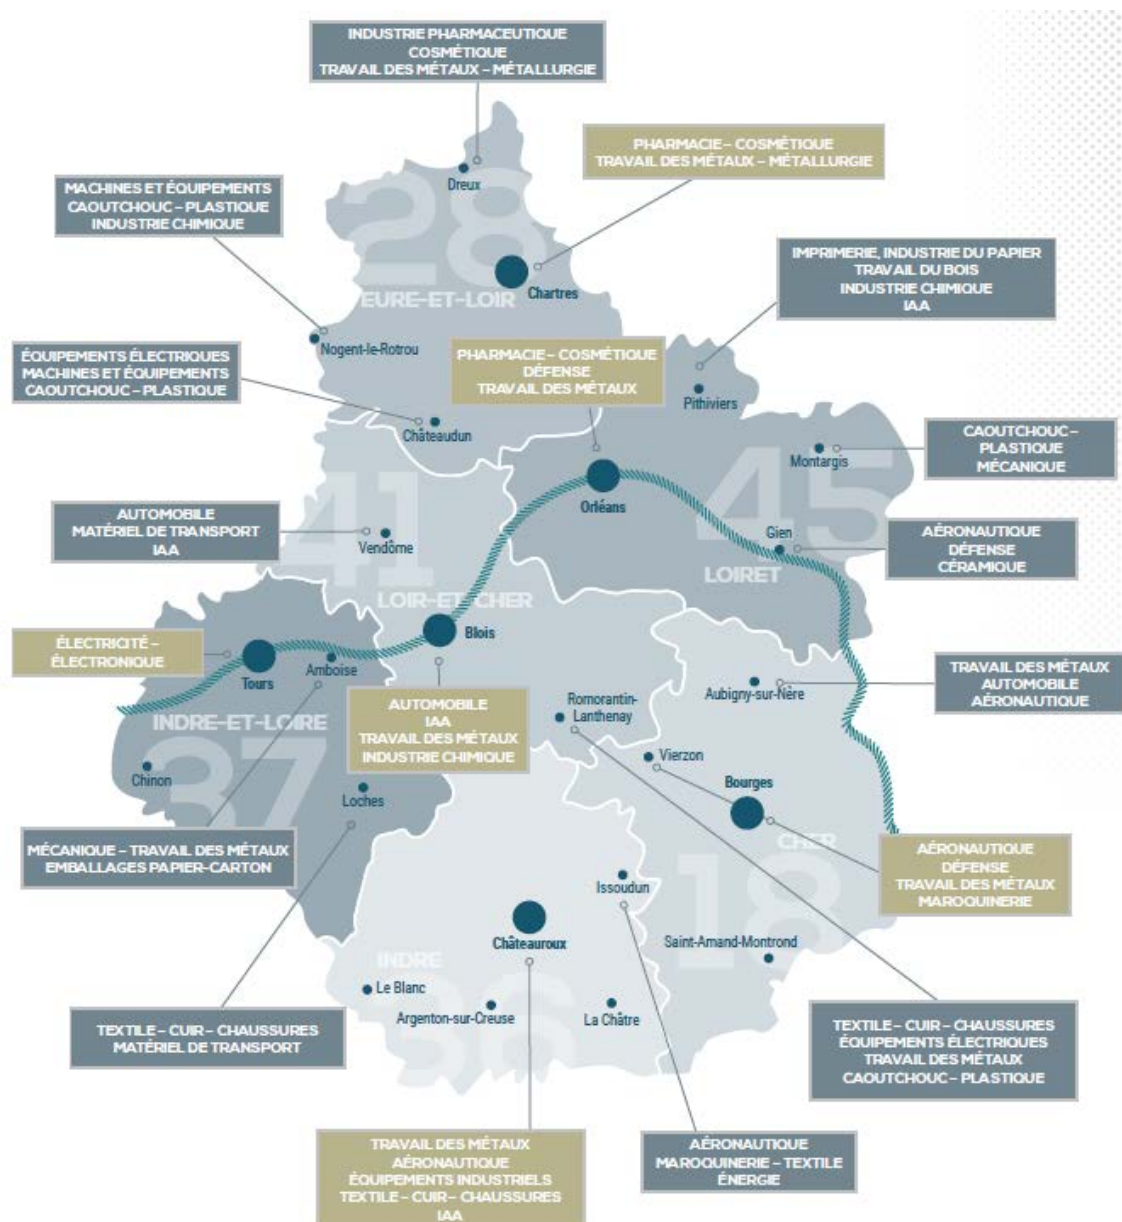 INDUSTRIE PHARMACEUTIQUE
COSMÉTIQUE
TRAVAIL DES MÉTAUX – MÉTALLURGIE
PHARMACIE – COSMÉTIQUE
TRAVAIL DES MÉTAUX – MÉTALLURGIE
Dreux
MACHINES ET ÉQUIPEMENTS
CAOUTCHOUC – PLASTIQUE
INDUSTRIE CHIMIQUE
28
EURE-ET-LOIR
Chartres
IMPRIMERIE, INDUSTRIE DU PAPIER
TRAVAIL DU BOIS
INDUSTRIE CHIMIQUE
IAA
Nogent-le-Rotrou
ÉQUIPEMENTS ÉLECTRIQUES
MACHINES ET ÉQUIPEMENTS
CAOUTCHOUC – PLASTIQUE
PHARMACIE – COSMÉTIQUE
DÉFENSE
TRAVAIL DES MÉTAUX
Pithiviers
Châteaudun
CAOUTCHOUC –
PLASTIQUE
MÉCANIQUE
Montargis
45
LOIRET
Orléans
41
LOIR-ET-CHER
AUTOMOBILE
MATÉRIEL DE TRANSPORT
IAA
Vendôme
Gien
AÉRONAUTIQUE
DÉFENSE
CÉRAMIQUE
Blois
ÉLECTRICITÉ –
ÉLECTRONIQUE
Tours
Amboise
INDRE-ET-LOIRE
37
AUTOMOBILE
IAA
TRAVAIL DES MÉTAUX
INDUSTRIE CHIMIQUE
Romorantin-
Lanthenay
Aubigny-sur-Nère
TRAVAIL DES MÉTAUX
AUTOMOBILE
AÉRONAUTIQUE
Chinon
Loches
Vierzon
Bourges
CHER
18
MÉCANIQUE – TRAVAIL DES MÉTAUX
EMBALLAGES PAPIER-CARTON
AÉRONAUTIQUE
DÉFENSE
TRAVAIL DES MÉTAUX
MAROQUINERIE
Issoudun
Châteauroux
INDRE
36
Saint-Amand-Montrond
Le Blanc
Argenton-sur-Creuse
La Châtre
TEXTILE – CUIR – CHAUSSURES
MATÉRIEL DE TRANSPORT
TEXTILE – CUIR – CHAUSSURES
ÉQUIPEMENTS ÉLECTRIQUES
TRAVAIL DES MÉTAUX
CAOUTCHOUC – PLASTIQUE
TRAVAIL DES MÉTAUX
AÉRONAUTIQUE
ÉQUIPEMENTS INDUSTRIELS
TEXTILE – CUIR – CHAUSSURES
IAA
AÉRONAUTIQUE
MAROQUINERIE – TEXTILE
ÉNERGIE